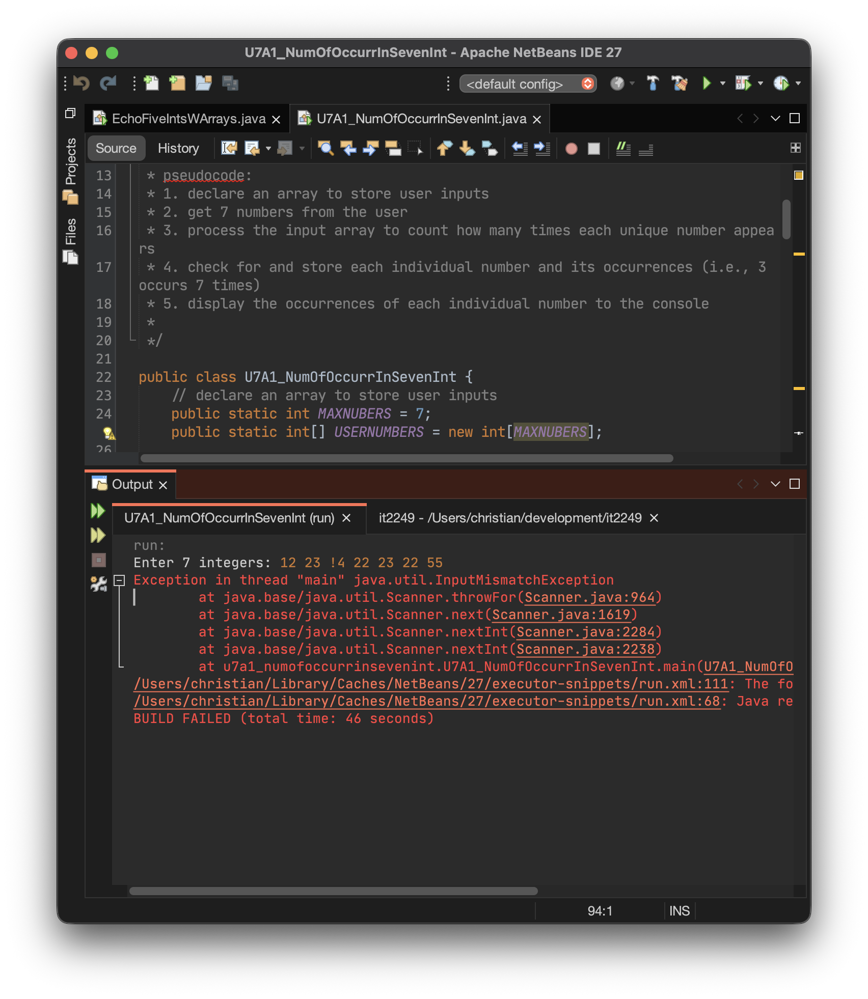 U7A1_NumOfOccurrInSevenInt - Apache NetBeans IDE 27
<default config>
EchoFiveIntsWArrays.java
U7A1_NumOfOccurrInSevenInt.java
Projects
Files
Source History
13 * pseudocode:
14 * 1. declare an array to store user inputs
15 * 2. get 7 numbers from the user
16 * 3. process the input array to count how many times each unique number appea
rs
17 * 4. check for and store each individual number and its occurrences (i.e., 3
occurs 7 times)
18 * 5. display the occurrences of each individual number to the console
19 *
20 */
21
22 public class U7A1_NumOfOccurrInSevenInt {
23 // declare an array to store user inputs
24 public static int MAXNUBERS = 7;
public static int[] USERNUMBERS = new int[MAXNUBERS];
26
Output
U7A1_NumOfOccurrInSevenInt (run)
it2249 - /Users/christian/development/it2249
run:
Enter 7 integers: 12 23 !4 22 23 22 55
Exception in thread "main" java.util.InputMismatchException
at java.base/java.util.Scanner.throwFor(Scanner.java:964)
at java.base/java.util.Scanner.next(Scanner.java:1619)
at java.base/java.util.Scanner.nextInt(Scanner.java:2284)
at java.base/java.util.Scanner.nextInt(Scanner.java:2238)
at u7a1_numofoccurrinsevenint.U7A1_NumOfOccurrInSevenInt.main(U7A1_NumOfO
/Users/christian/Library/Caches/NetBeans/27/executor-snippets/run.xml:111: The fo
/Users/christian/Library/Caches/NetBeans/27/executor-snippets/run.xml:68: Java re
BUILD FAILED (total time: 46 seconds)
94:1 INS